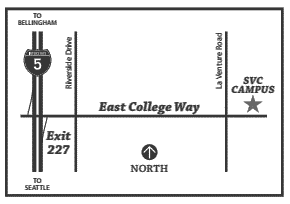 TO
BELLINGHAM
5
Riverside Drive
La Venture Road
SVC
CAMPUS
East College Way
Exit
227
NORTH
TO
SEATTLE